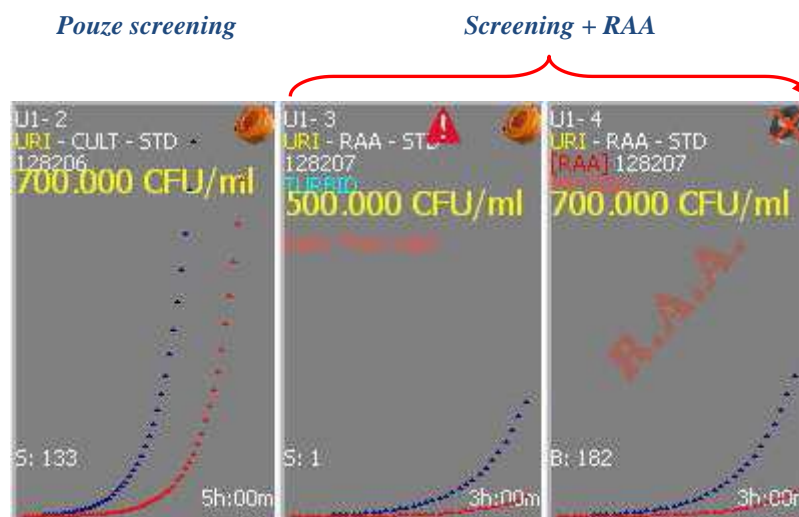 Pouze screening
Screening + RAA
U1- 2
URI - CULT - STD
128206
700.000 CFU/ml
S: 133
5h:00m
U1- 3
URI - RAA - STD
128207
TURBID
500.000 CFU/ml
S: 1
3h:00m
U1- 4
URI - RAA - STD
[RAA] 128207
700.000 CFU/ml
R.A.A.
B: 182
3h:00m